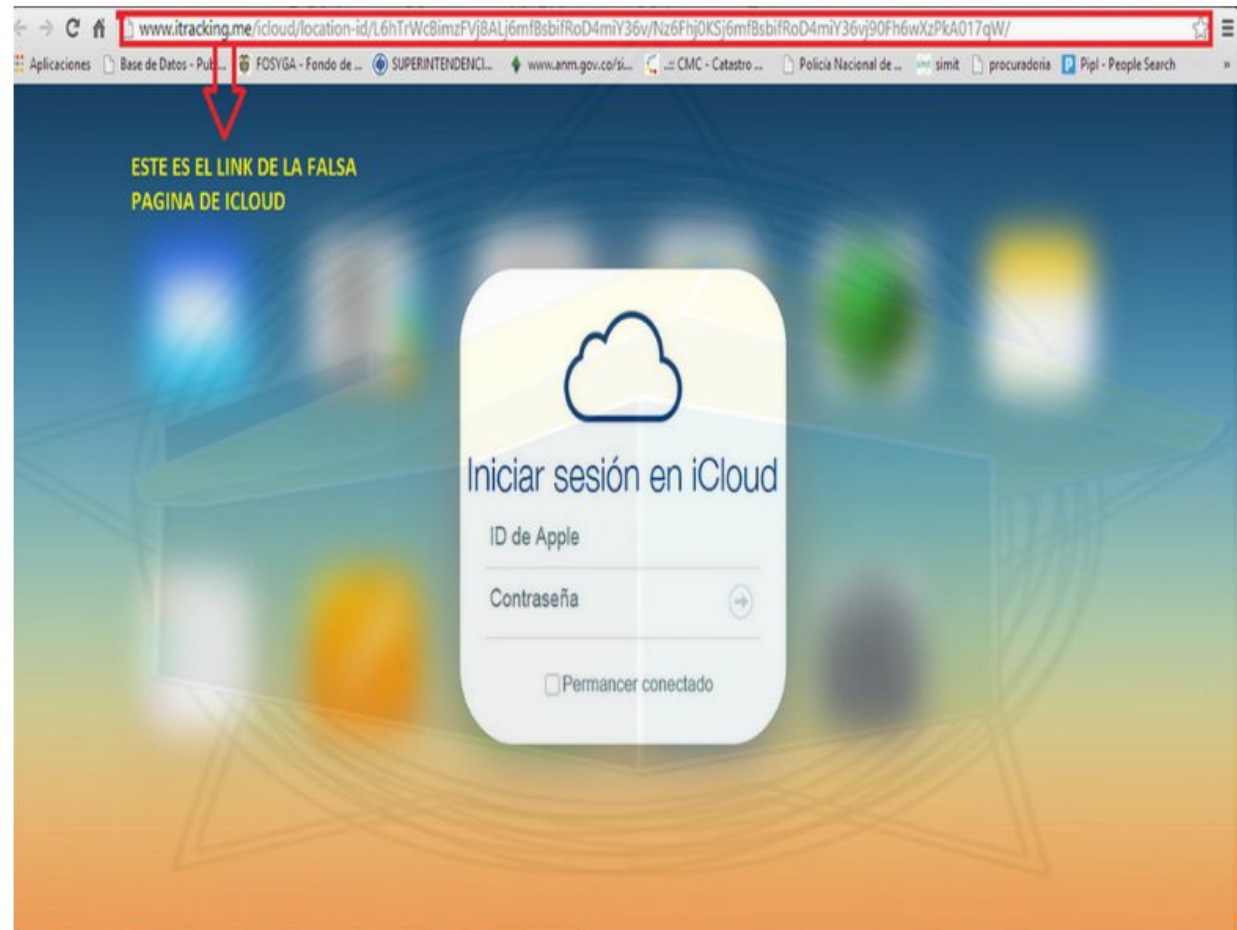 www.itracking.me/icloud/location-id/L6hTrWcBimzFVj8ALj6mfBsbifRoD4miY36v/Nz6Fhj0KSj6mfBsbifRoD4miY36vj90Fh6wXzPkA017qW/
Aplicaciones Base de Datos - Pub... FOSYGA - Fondo de ... SUPERINTENDENCI... www.anm.gov.co/si... ..:: CMC - Catastro ... Policía Nacional de ... simit procuradoria Pipl - People Search »
ESTE ES EL LINK DE LA FALSA
PAGINA DE ICLOUD
Iniciar sesión en iCloud
ID de Apple
Contraseña
Permancer conectado